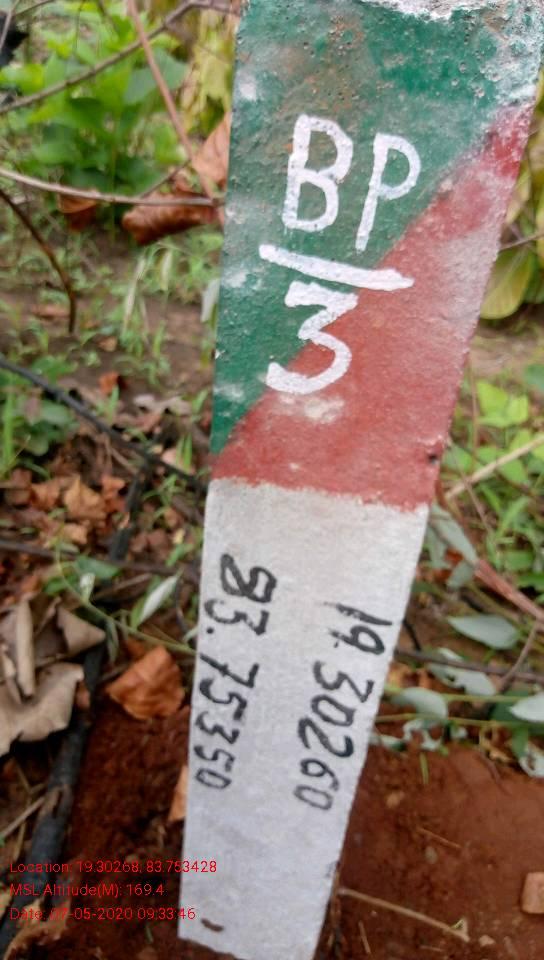 BP
3
19.30260
83.75350
Location: 19.30268, 83.753428
MSL Altitude(M): 169.4
Date: 07-05-2020 09:33:46